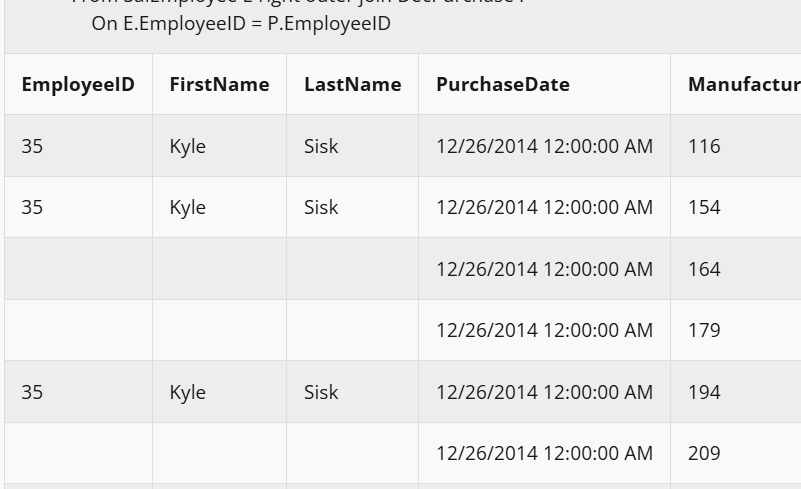 On E.EmployeeID = P.EmployeeID
EmployeeID FirstName LastName PurchaseDate Manufactur
35 Kyle Sisk 12/26/2014 12:00:00 AM 116
35 Kyle Sisk 12/26/2014 12:00:00 AM 154
12/26/2014 12:00:00 AM 164
12/26/2014 12:00:00 AM 179
35 Kyle Sisk 12/26/2014 12:00:00 AM 194
12/26/2014 12:00:00 AM 209